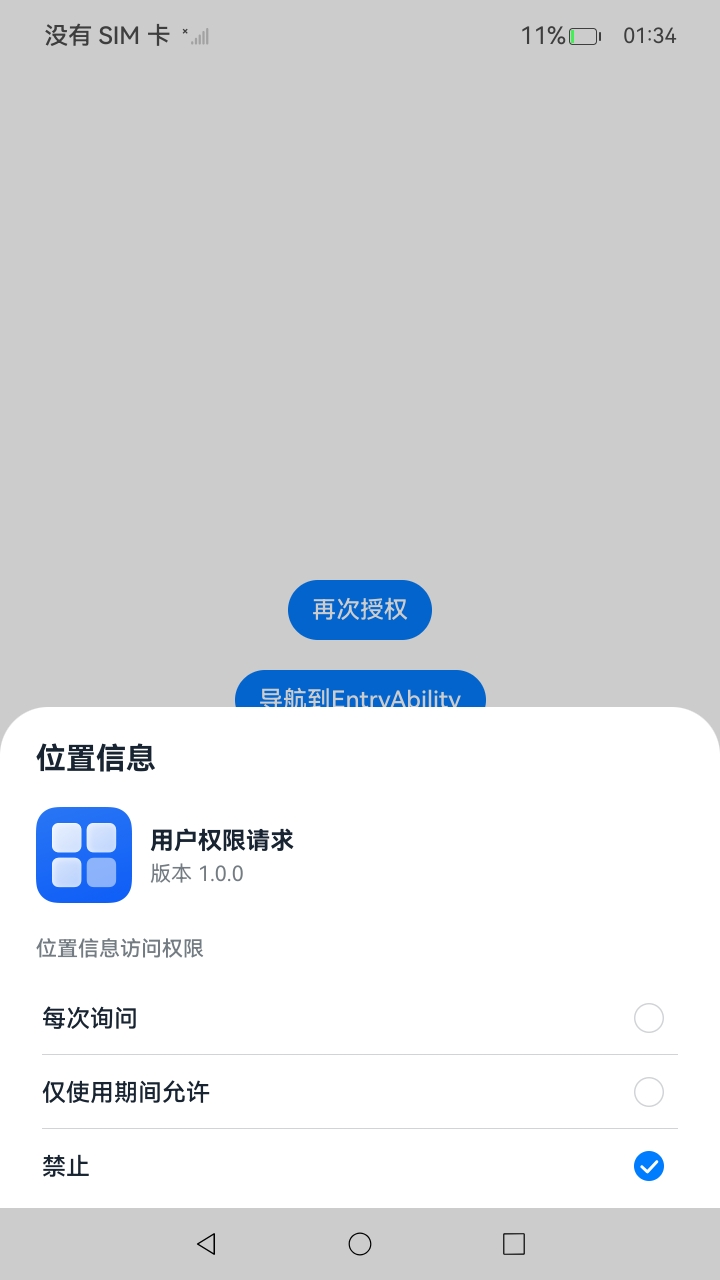 没有 SIM 卡
11%
01:34
再次授权
导航到EntryAbility
位置信息
用户权限请求
版本 1.0.0
位置信息访问权限
每次询问
仅使用期间允许
禁止